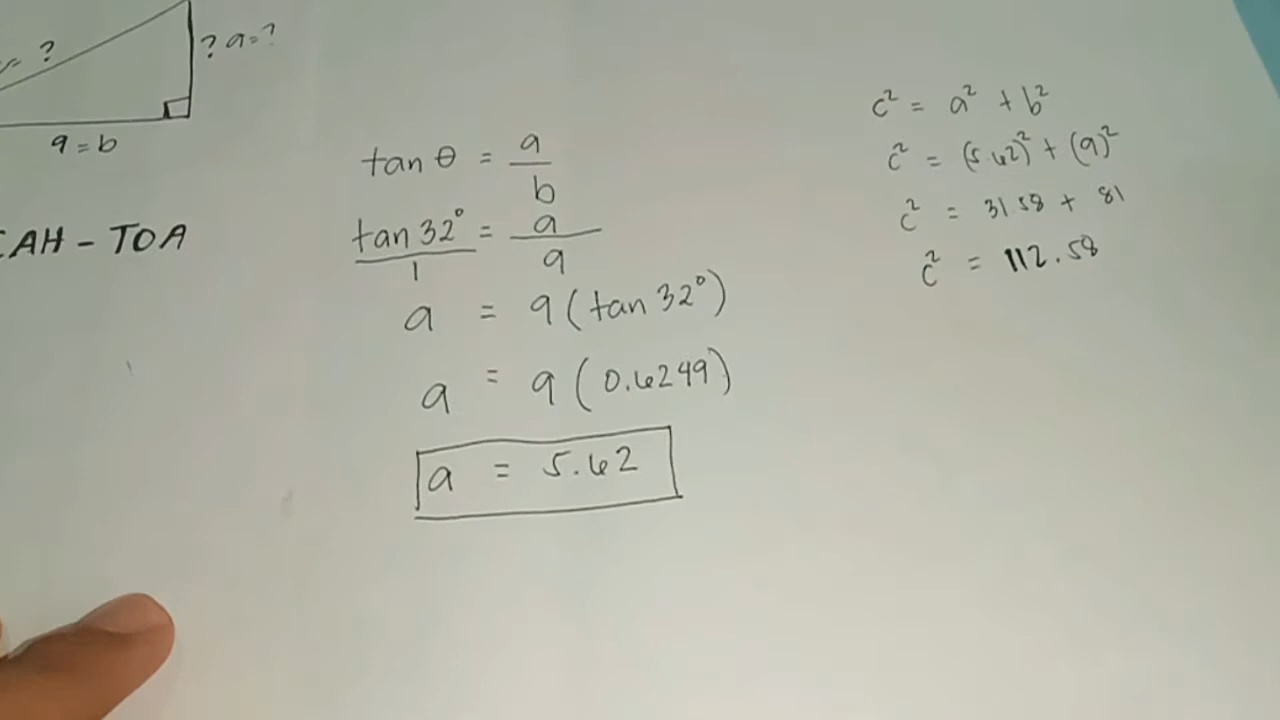 ?
? a=?
9 = b
CAH - TOA
tan θ = a/b
tan 32° / 1 = a/9
a = 9 (tan 32°)
a = 9 (0.6249)
a = 5.62
c² = a² + b²
c² = (5.62)² + (9)²
c² = 31.58 + 81
c² = 112.58